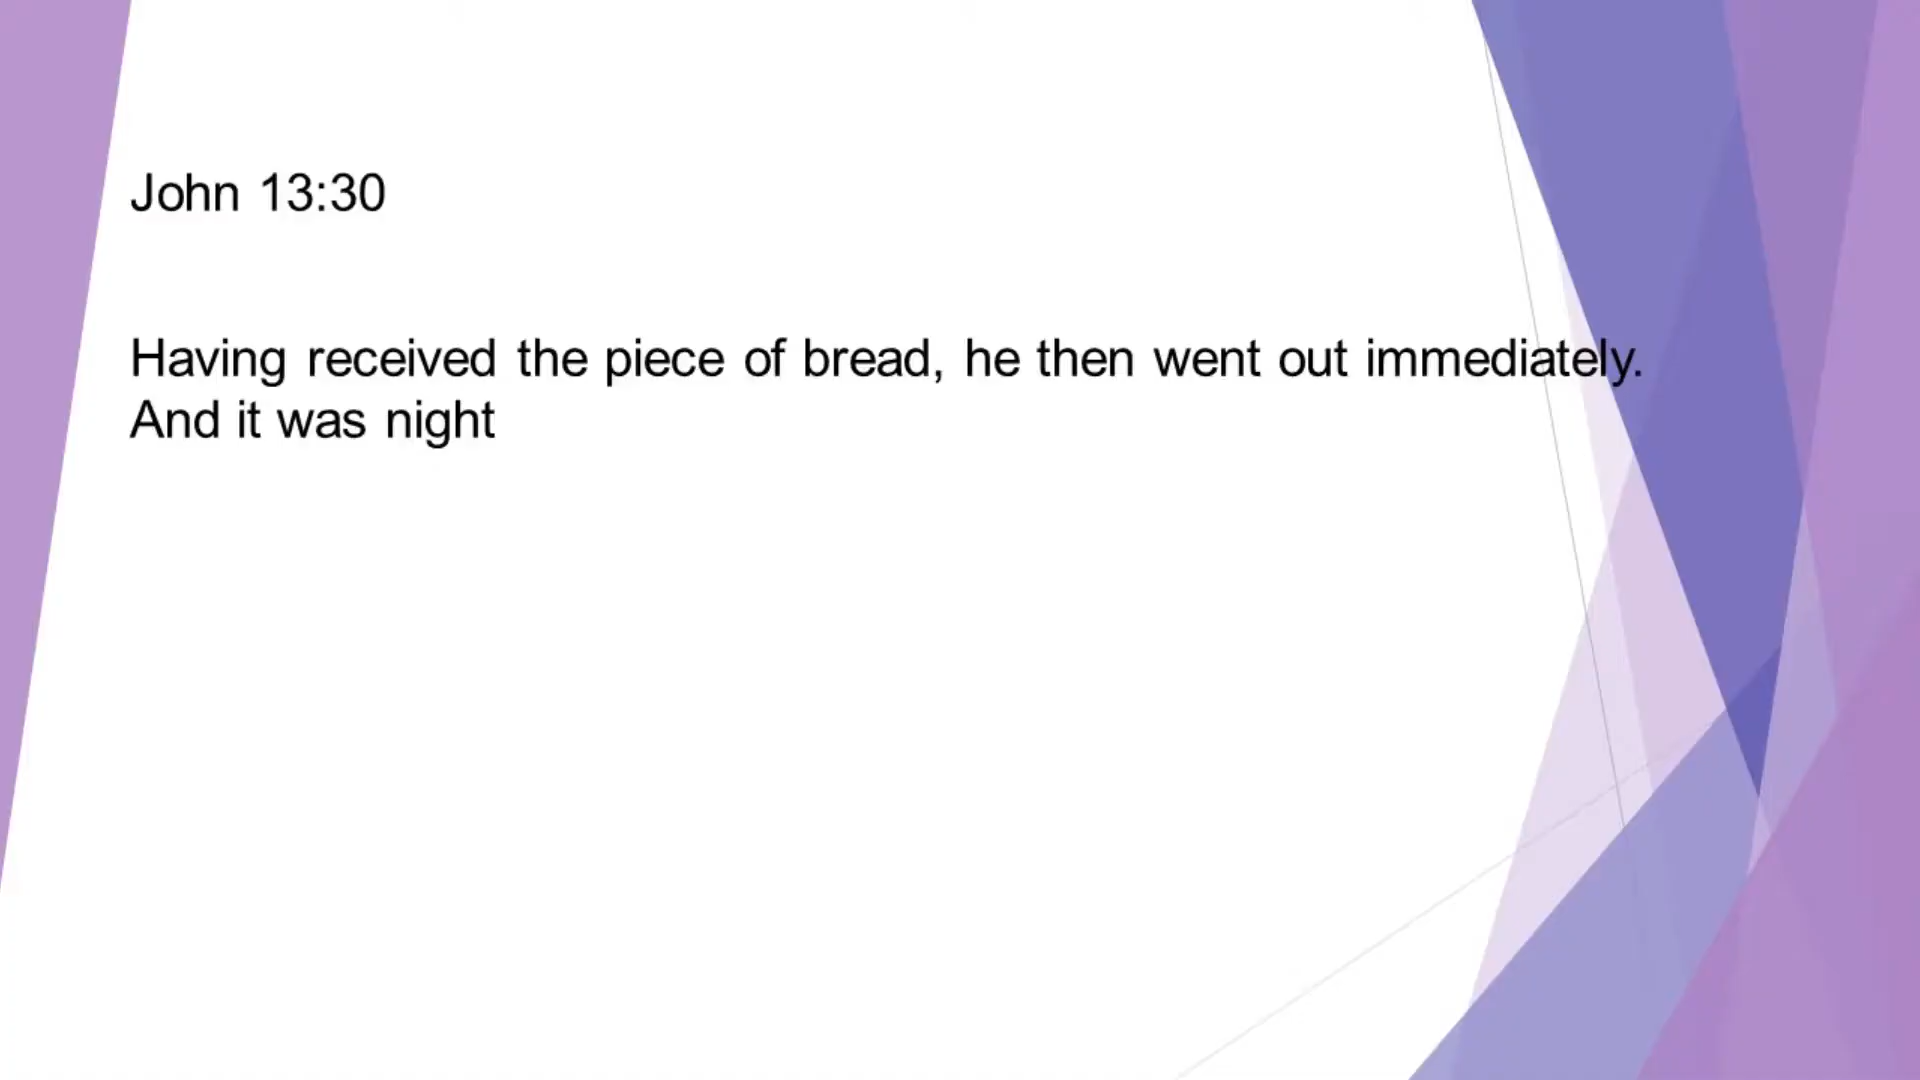 John 13:30
Having received the piece of bread, he then went out immediately.
And it was night